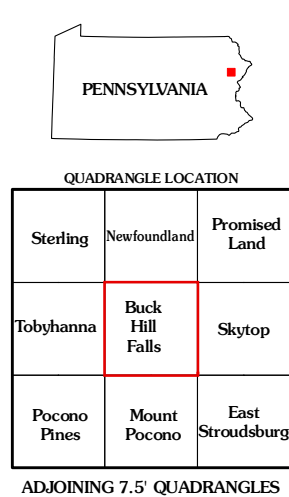 PENNSYLVANIA
QUADRANGLE LOCATION
Sterling
Newfoundland
Promised
Land
Tobyhanna
Buck
Hill
Falls
Skytop
Pocono
Pines
Mount
Pocono
East
Stroudsburg
ADJOINING 7.5' QUADRANGLES